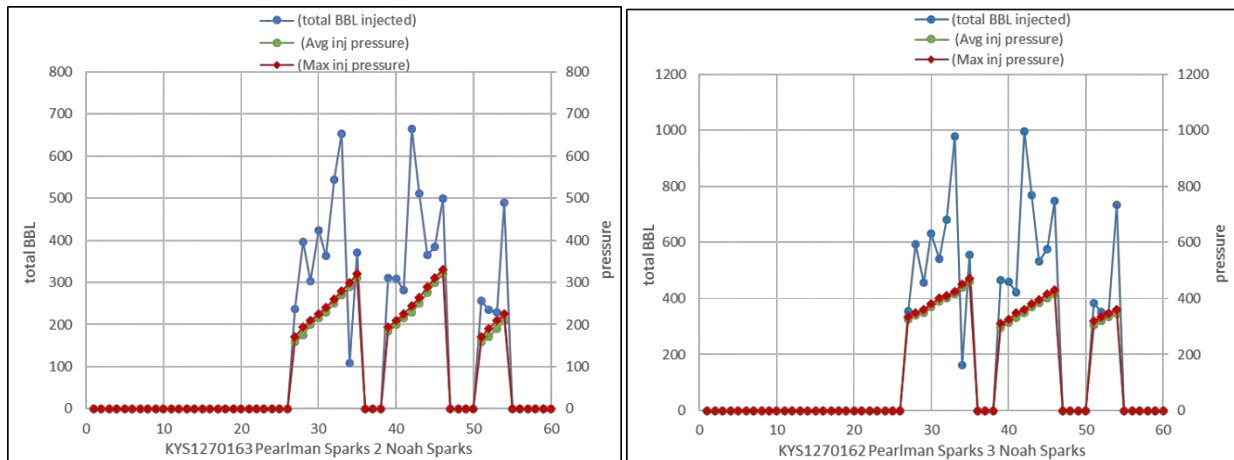 (total BBL injected)
(Avg inj pressure)
(Max inj pressure)
800 800
700 700
600 600
500 500
400 400
300 300
200 200
100 100
0 0
total BBL
pressure
0 10 20 30 40 50 60
KYS1270163 Pearlman Sparks 2 Noah Sparks
(total BBL injected)
(Avg inj pressure)
(Max inj pressure)
1200 1200
1000 1000
800 800
600 600
400 400
200 200
0 0
total BBL
pressure
0 10 20 30 40 50 60
KYS1270162 Pearlman Sparks 3 Noah Sparks